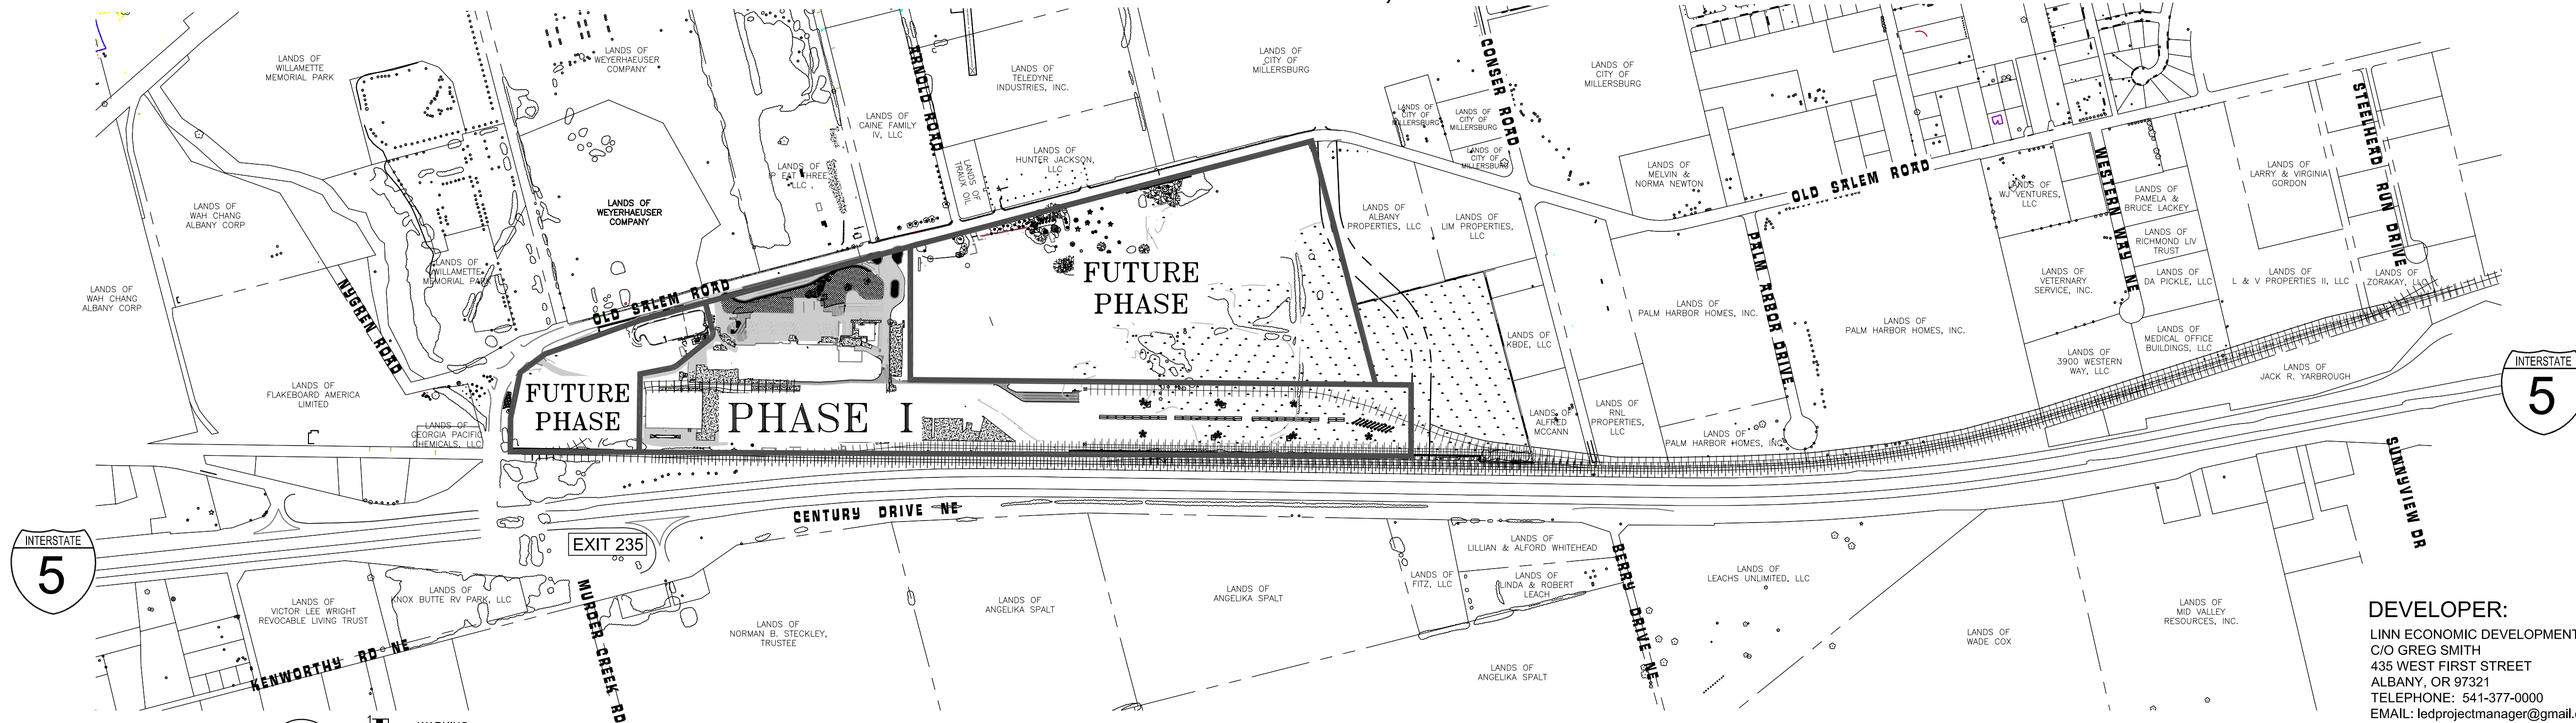 LANDS OF
WILLAMETTE
MEMORIAL PARK
LANDS OF
WEYERHAEUSER
COMPANY
ARNOLD ROAD
LANDS OF
TELEDYNE
INDUSTRIES, INC.
LANDS OF
CITY OF
MILLERSBURG
CONSER ROAD
LANDS OF
CITY OF
MILLERSBURG
STEELHEAD RUN DRIVE
LANDS OF
CAINE FAMILY
IV, LLC
LANDS OF
CITY OF
MILLERSBURG
LANDS OF
CITY OF
MILLERSBURG
LANDS OF
CITY OF
MILLERSBURG
LANDS OF
IP EAT THREE
LLC
LANDS OF
TRAUX OIL
LANDS OF
HUNTER JACKSON,
LLC
LANDS OF
MELVIN &
NORMA NEWTON
OLD SALEM ROAD
LANDS OF
WJ VENTURES,
LLC
WESTERN WAY NE
LANDS OF
PAMELA &
BRUCE LACKEY
LANDS OF
LARRY & VIRGINIA
GORDON
LANDS OF
WAH CHANG
ALBANY CORP
LANDS OF
WEYERHAEUSER
COMPANY
LANDS OF
ALBANY
PROPERTIES, LLC
LANDS OF
LIM PROPERTIES,
LLC
LANDS OF
RICHMOND LIV
TRUST
LANDS OF
WAH CHANG
ALBANY CORP
NYGREN ROAD
LANDS OF
WILLAMETTE
MEMORIAL PARK
OLD SALEM ROAD
FUTURE
PHASE
PALM ARBOR DRIVE
LANDS OF
PALM HARBOR HOMES, INC.
LANDS OF
PALM HARBOR HOMES, INC.
LANDS OF
VETERNARY
SERVICE, INC.
LANDS OF
DA PICKLE, LLC
LANDS OF
L & V PROPERTIES II, LLC
LANDS OF
ZORAKAY, LLC
LANDS OF
KBDE, LLC
LANDS OF
3900 WESTERN
WAY, LLC
LANDS OF
MEDICAL OFFICE
BUILDINGS, LLC
LANDS OF
JACK R. YARBROUGH
INTERSTATE
5
LANDS OF
FLAKEBOARD AMERICA
LIMITED
LANDS OF
GEORGIA PACIFIC
CHEMICALS, LLC
FUTURE
PHASE
PHASE I
LANDS OF
ALFRED
MCCANN
LANDS OF
RNL
PROPERTIES,
LLC
LANDS OF
PALM HARBOR HOMES, INC
SUNNYVIEW DR
CENTURY DRIVE NE
EXIT 235
INTERSTATE
5
LANDS OF
VICTOR LEE WRIGHT
REVOCABLE LIVING TRUST
LANDS OF
KNOX BUTTE RV PARK, LLC
KENWORTHY RD NE
MURDER CREEK RD
LANDS OF
NORMAN B. STECKLEY,
TRUSTEE
LANDS OF
ANGELIKA SPALT
LANDS OF
ANGELIKA SPALT
LANDS OF
FITZ, LLC
LANDS OF
LILLIAN & ALFORD WHITEHEAD
LANDS OF
LINDA & ROBERT
LEACH
BERRY DRIVE NE
LANDS OF
ANGELIKA SPALT
LANDS OF
LEACHS UNLIMITED, LLC
LANDS OF
WADE COX
LANDS OF
MID VALLEY
RESOURCES, INC.
DEVELOPER:
LINN ECONOMIC DEVELOPMENT
C/O GREG SMITH
435 WEST FIRST STREET
ALBANY, OR 97321
TELEPHONE: 541-377-0000
EMAIL: ledprojectmanager@gmail.c